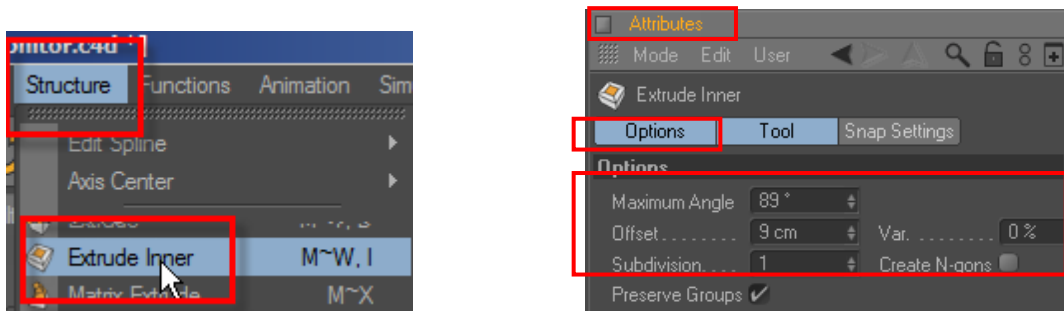 onitor.c4d *]
Structure Functions Animation Sim
Edit Spline
Axis Center
Extrude Inner M~W, I
Matrix Extrude M~X
Attributes
Mode Edit User
Extrude Inner
Options Tool Snap Settings
Options
Maximum Angle 89 °
Offset......... 9 cm Var.......... 0 %
Subdivision.... 1 Create N-gons
Preserve Groups